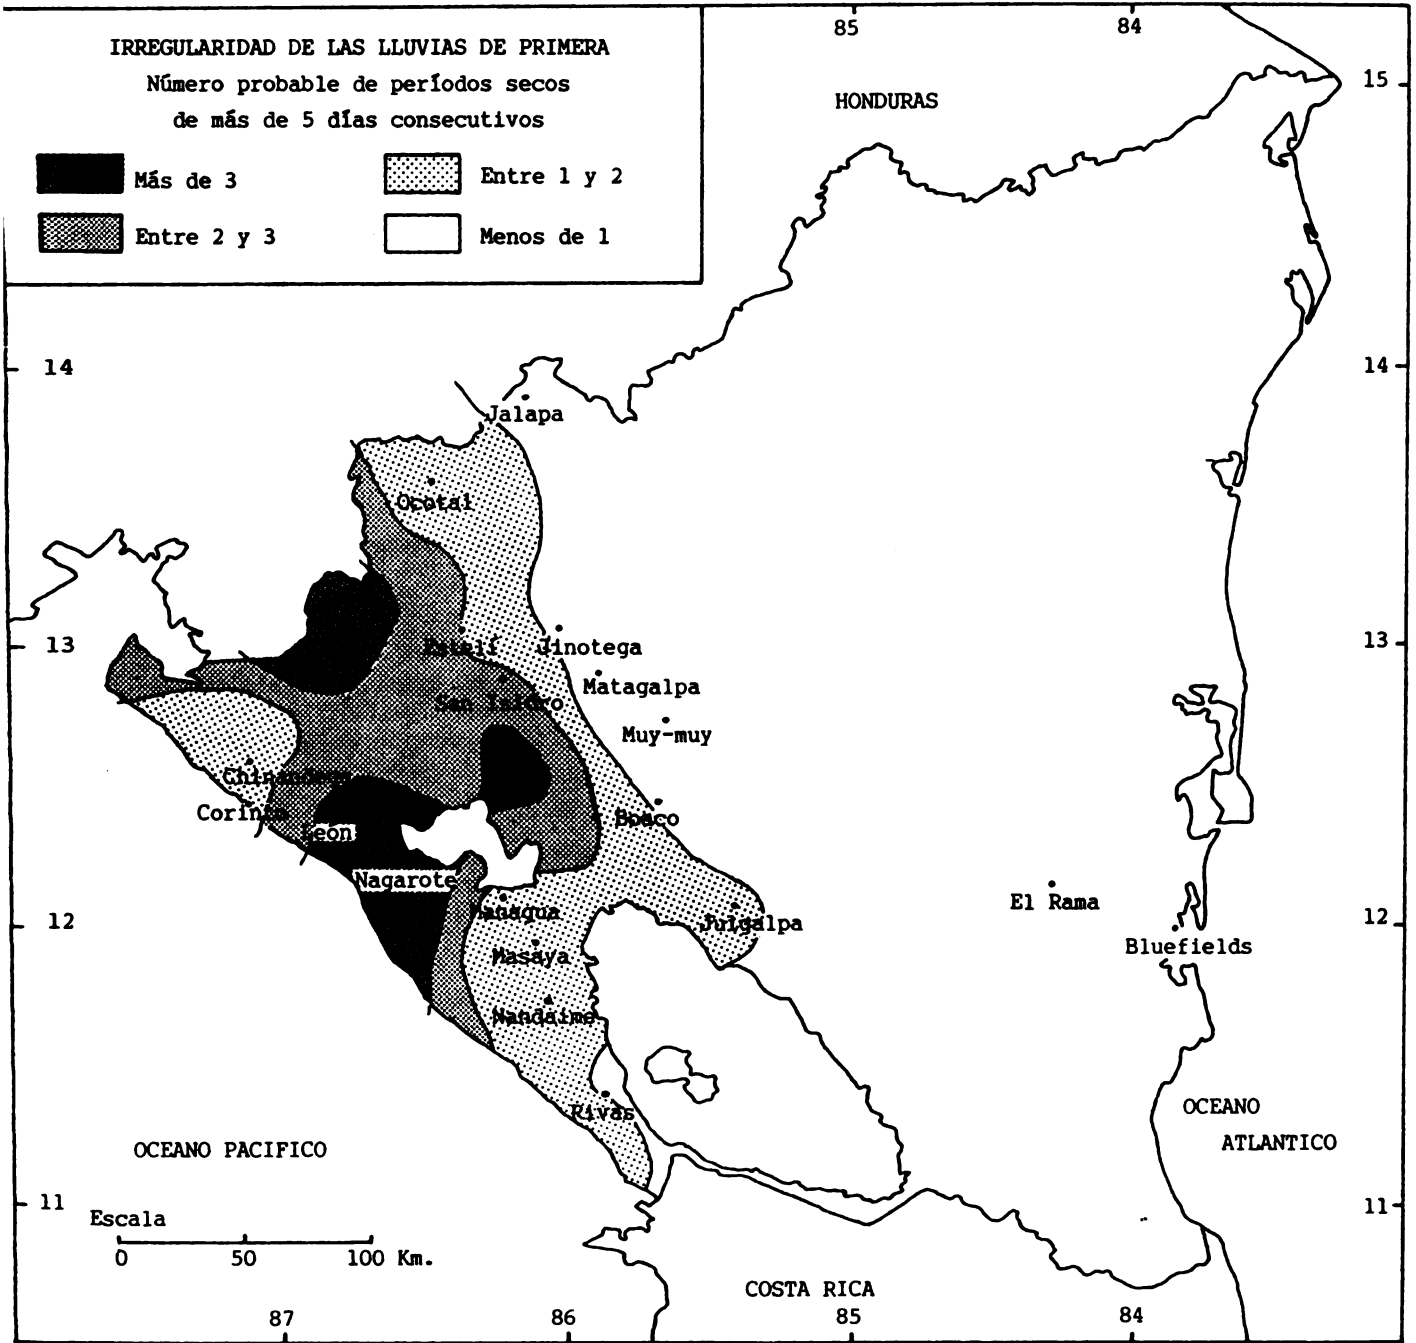 IRREGULARIDAD DE LAS LLUVIAS DE PRIMERA
Número probable de períodos secos
de más de 5 días consecutivos
Más de 3
Entre 1 y 2
Entre 2 y 3
Menos de 1
85
84
15
HONDURAS
14
14
Jalapa
Ocotal
13
13
Estelí
Jinotega
Matagalpa
San Isidro
Muy-muy
Chinandega
Corinto
León
Boaco
Nagarote
12
12
Managua
Juigalpa
El Rama
Bluefields
Masaya
Nandaime
Rivas
OCEANO
ATLANTICO
OCEANO PACIFICO
11
11
Escala
0 50 100 Km.
COSTA RICA
87
86
85
84